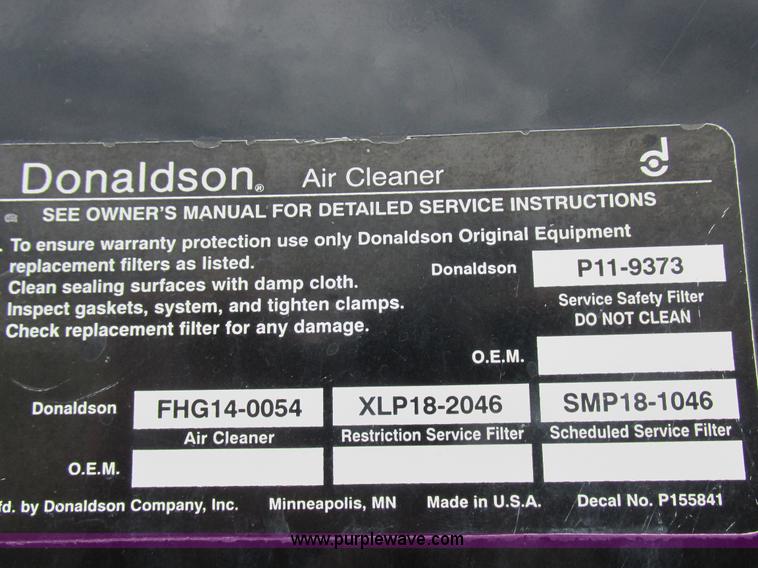 Donaldson® Air Cleaner
SEE OWNER'S MANUAL FOR DETAILED SERVICE INSTRUCTIONS
. To ensure warranty protection use only Donaldson Original Equipment
replacement filters as listed.
Clean sealing surfaces with damp cloth.
Inspect gaskets, system, and tighten clamps.
Check replacement filter for any damage.
Donaldson P11-9373
Service Safety Filter
DO NOT CLEAN
O.E.M.
Donaldson FHG14-0054 XLP18-2046 SMP18-1046
Air Cleaner Restriction Service Filter Scheduled Service Filter
O.E.M.
fd. by Donaldson Company, Inc. Minneapolis, MN Made in U.S.A. Decal No. P155841
www.purplewave.com